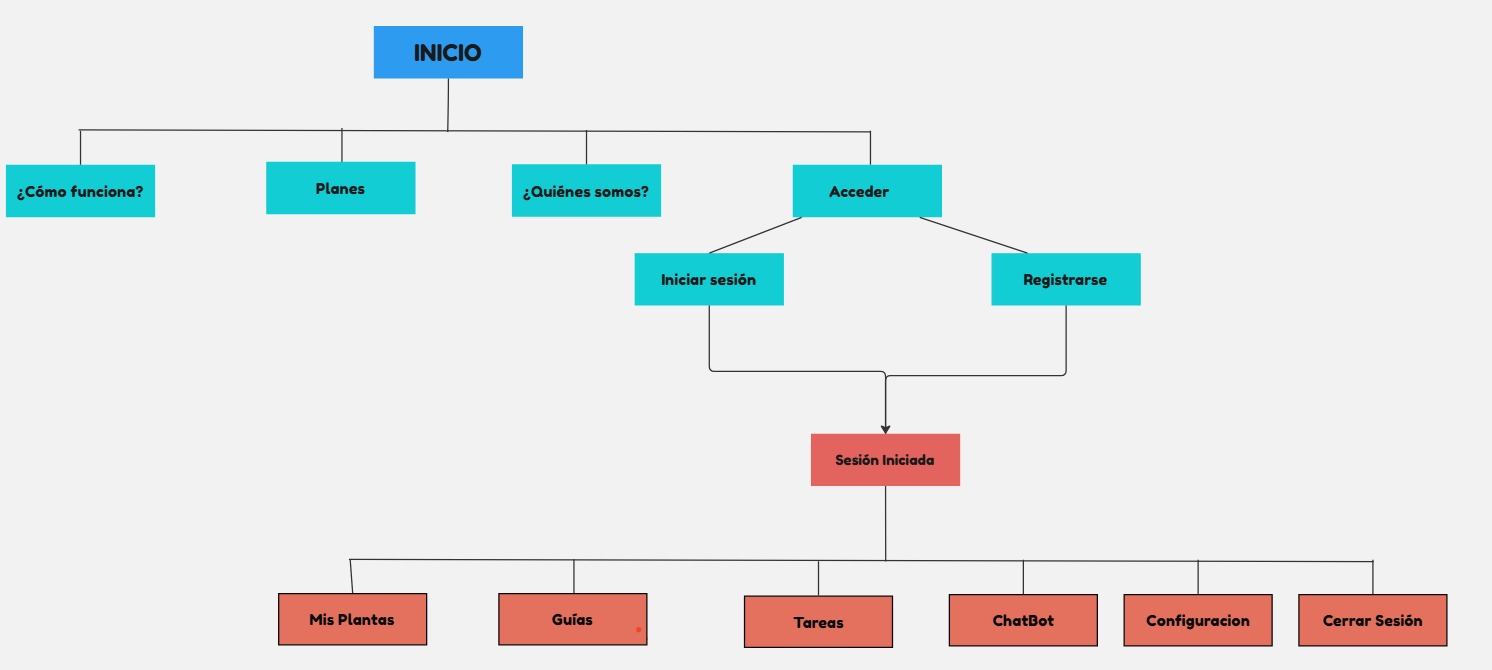 INICIO
¿Cómo funciona?
Planes
¿Quiénes somos?
Acceder
Iniciar sesión
Registrarse
Sesión Iniciada
Mis Plantas
Guías
Tareas
ChatBot
Configuracion
Cerrar Sesión